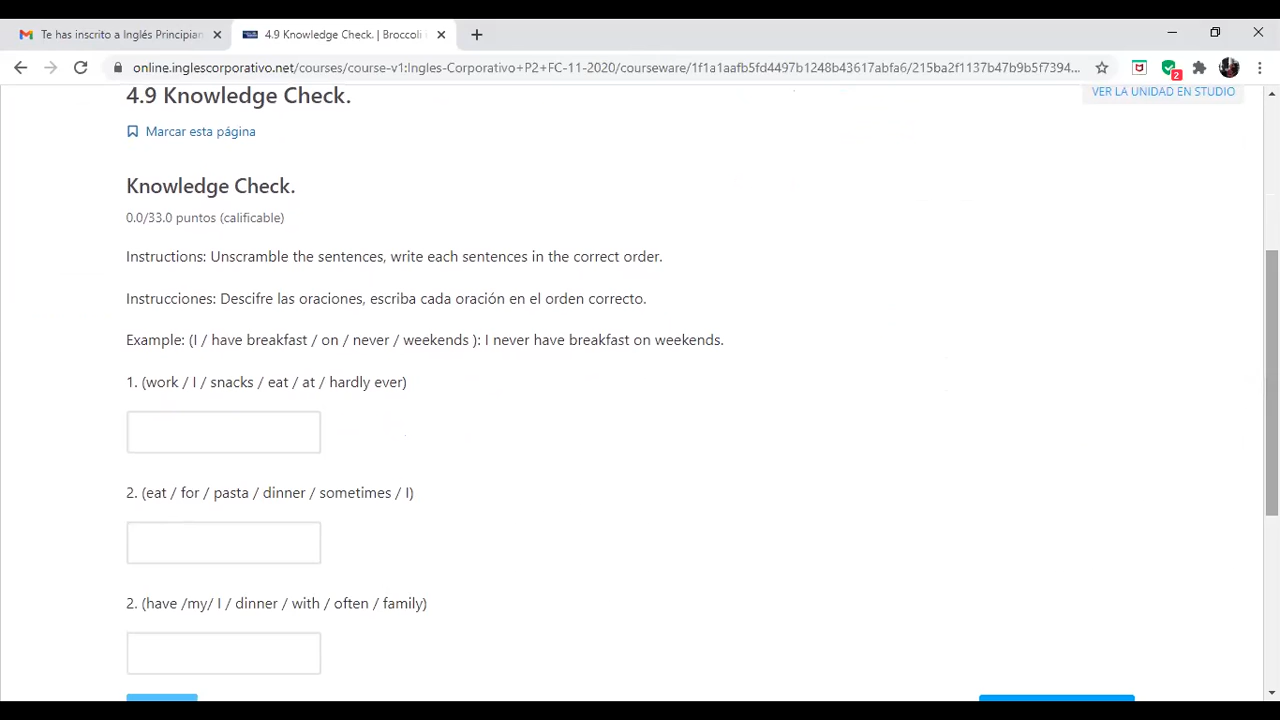 Te has inscrito a Inglés Principian
4.9 Knowledge Check. | Broccoli
online.inglescorporativo.net/courses/course-v1:Ingles-Corporativo+P2+FC-11-2020/courseware/1f1a1aafb5fd4497b1248b43617abfa6/215ba2f1137b47b9b5f7394...
2
4.9 Knowledge Check.
VER LA UNIDAD EN STUDIO
Marcar esta página
Knowledge Check.
0.0/33.0 puntos (calificable)
Instructions: Unscramble the sentences, write each sentences in the correct order.
Instrucciones: Descifre las oraciones, escriba cada oración en el orden correcto.
Example: (I / have breakfast / on / never / weekends ): I never have breakfast on weekends.
1. (work / I / snacks / eat / at / hardly ever)
2. (eat / for / pasta / dinner / sometimes / I)
2. (have /my/ I / dinner / with / often / family)